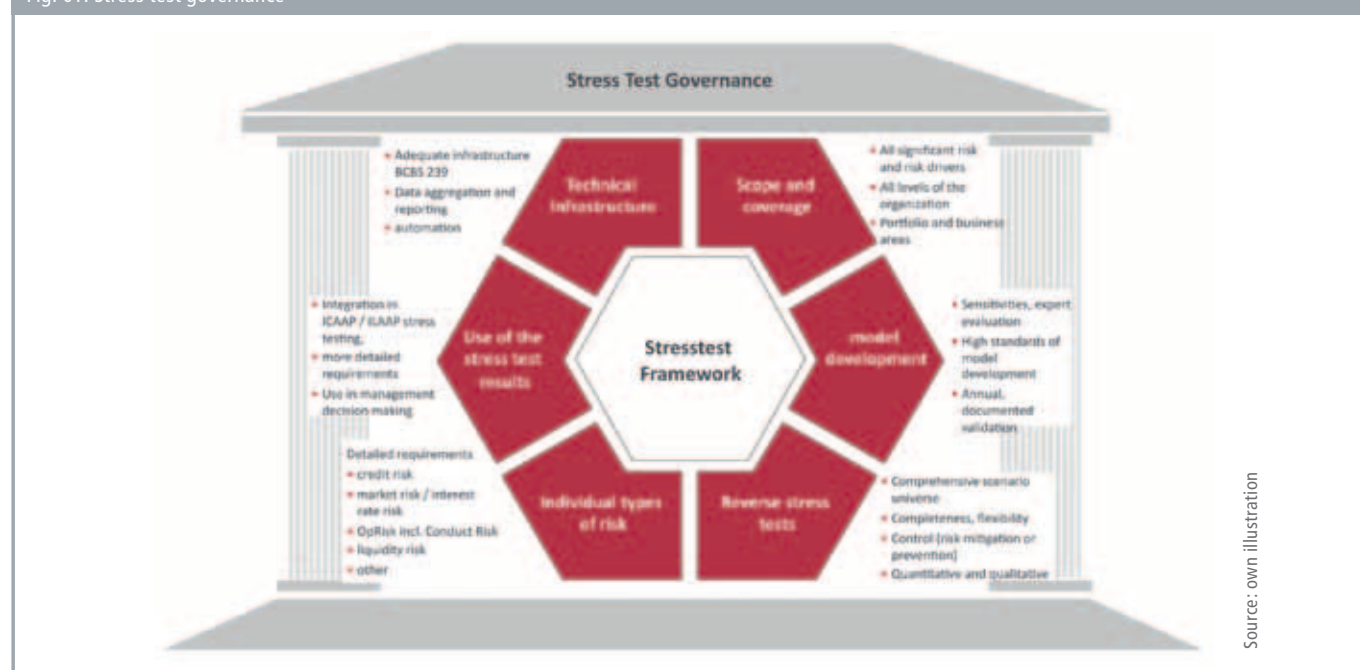 Fig. 01: Stress test governance
Stress Test Governance
• Adequate infrastructure
BCBS 239
• Data aggregation and
reporting
• automation
Technical
Infrastructure
Scope and
coverage
• All significant risk
and risk drivers
• All levels of the
organization
• Portfolio and business
areas
• Integration in
ICAAP / ILAAP stress
testing,
• more detailed
requirements
• Use in management
decision making
Use of the
stress test
results
Stresstest
Framework
model
development
• Sensitivities, expert
evaluation
• High standards of
model
development
• Annual,
documented
validation
Detailed requirements
• credit risk
• market risk / interest
rate risk
• OpRisk incl. Conduct Risk
• liquidity risk
• other
Individual types
of risk
Reverse stress
tests
• Comprehensive scenario
universe
• Completeness, flexibility
• Control (risk mitigation or
prevention)
• Quantitative and qualitative
Source: own illustration